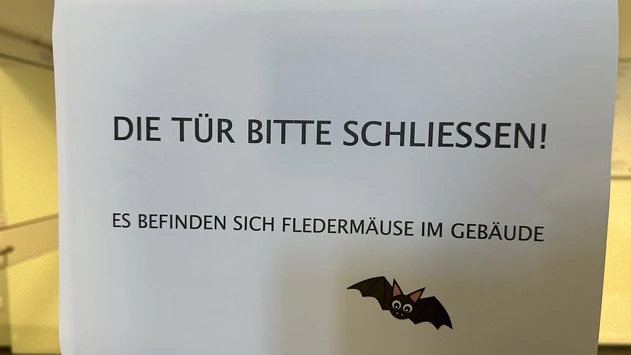 DIE TÜR BITTE SCHLIESSEN!
ES BEFINDEN SICH FLEDERMÄUSE IM GEBÄUDE